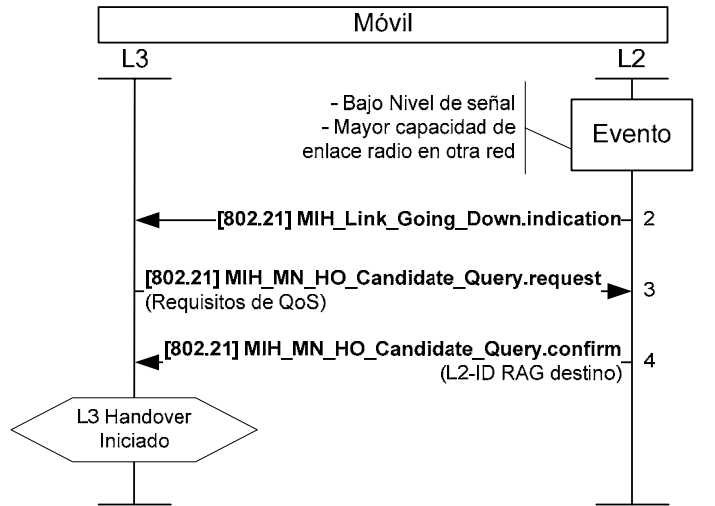 Móvil
L3
L2
- Bajo Nivel de señal
- Mayor capacidad de
enlace radio en otra red
Evento
[802.21] MIH_Link_Going_Down.indication
2
[802.21] MIH_MN_HO_Candidate_Query.request
(Requisitos de QoS)
3
[802.21] MIH_MN_HO_Candidate_Query.confirm
(L2-ID RAG destino)
4
L3 Handover
Iniciado